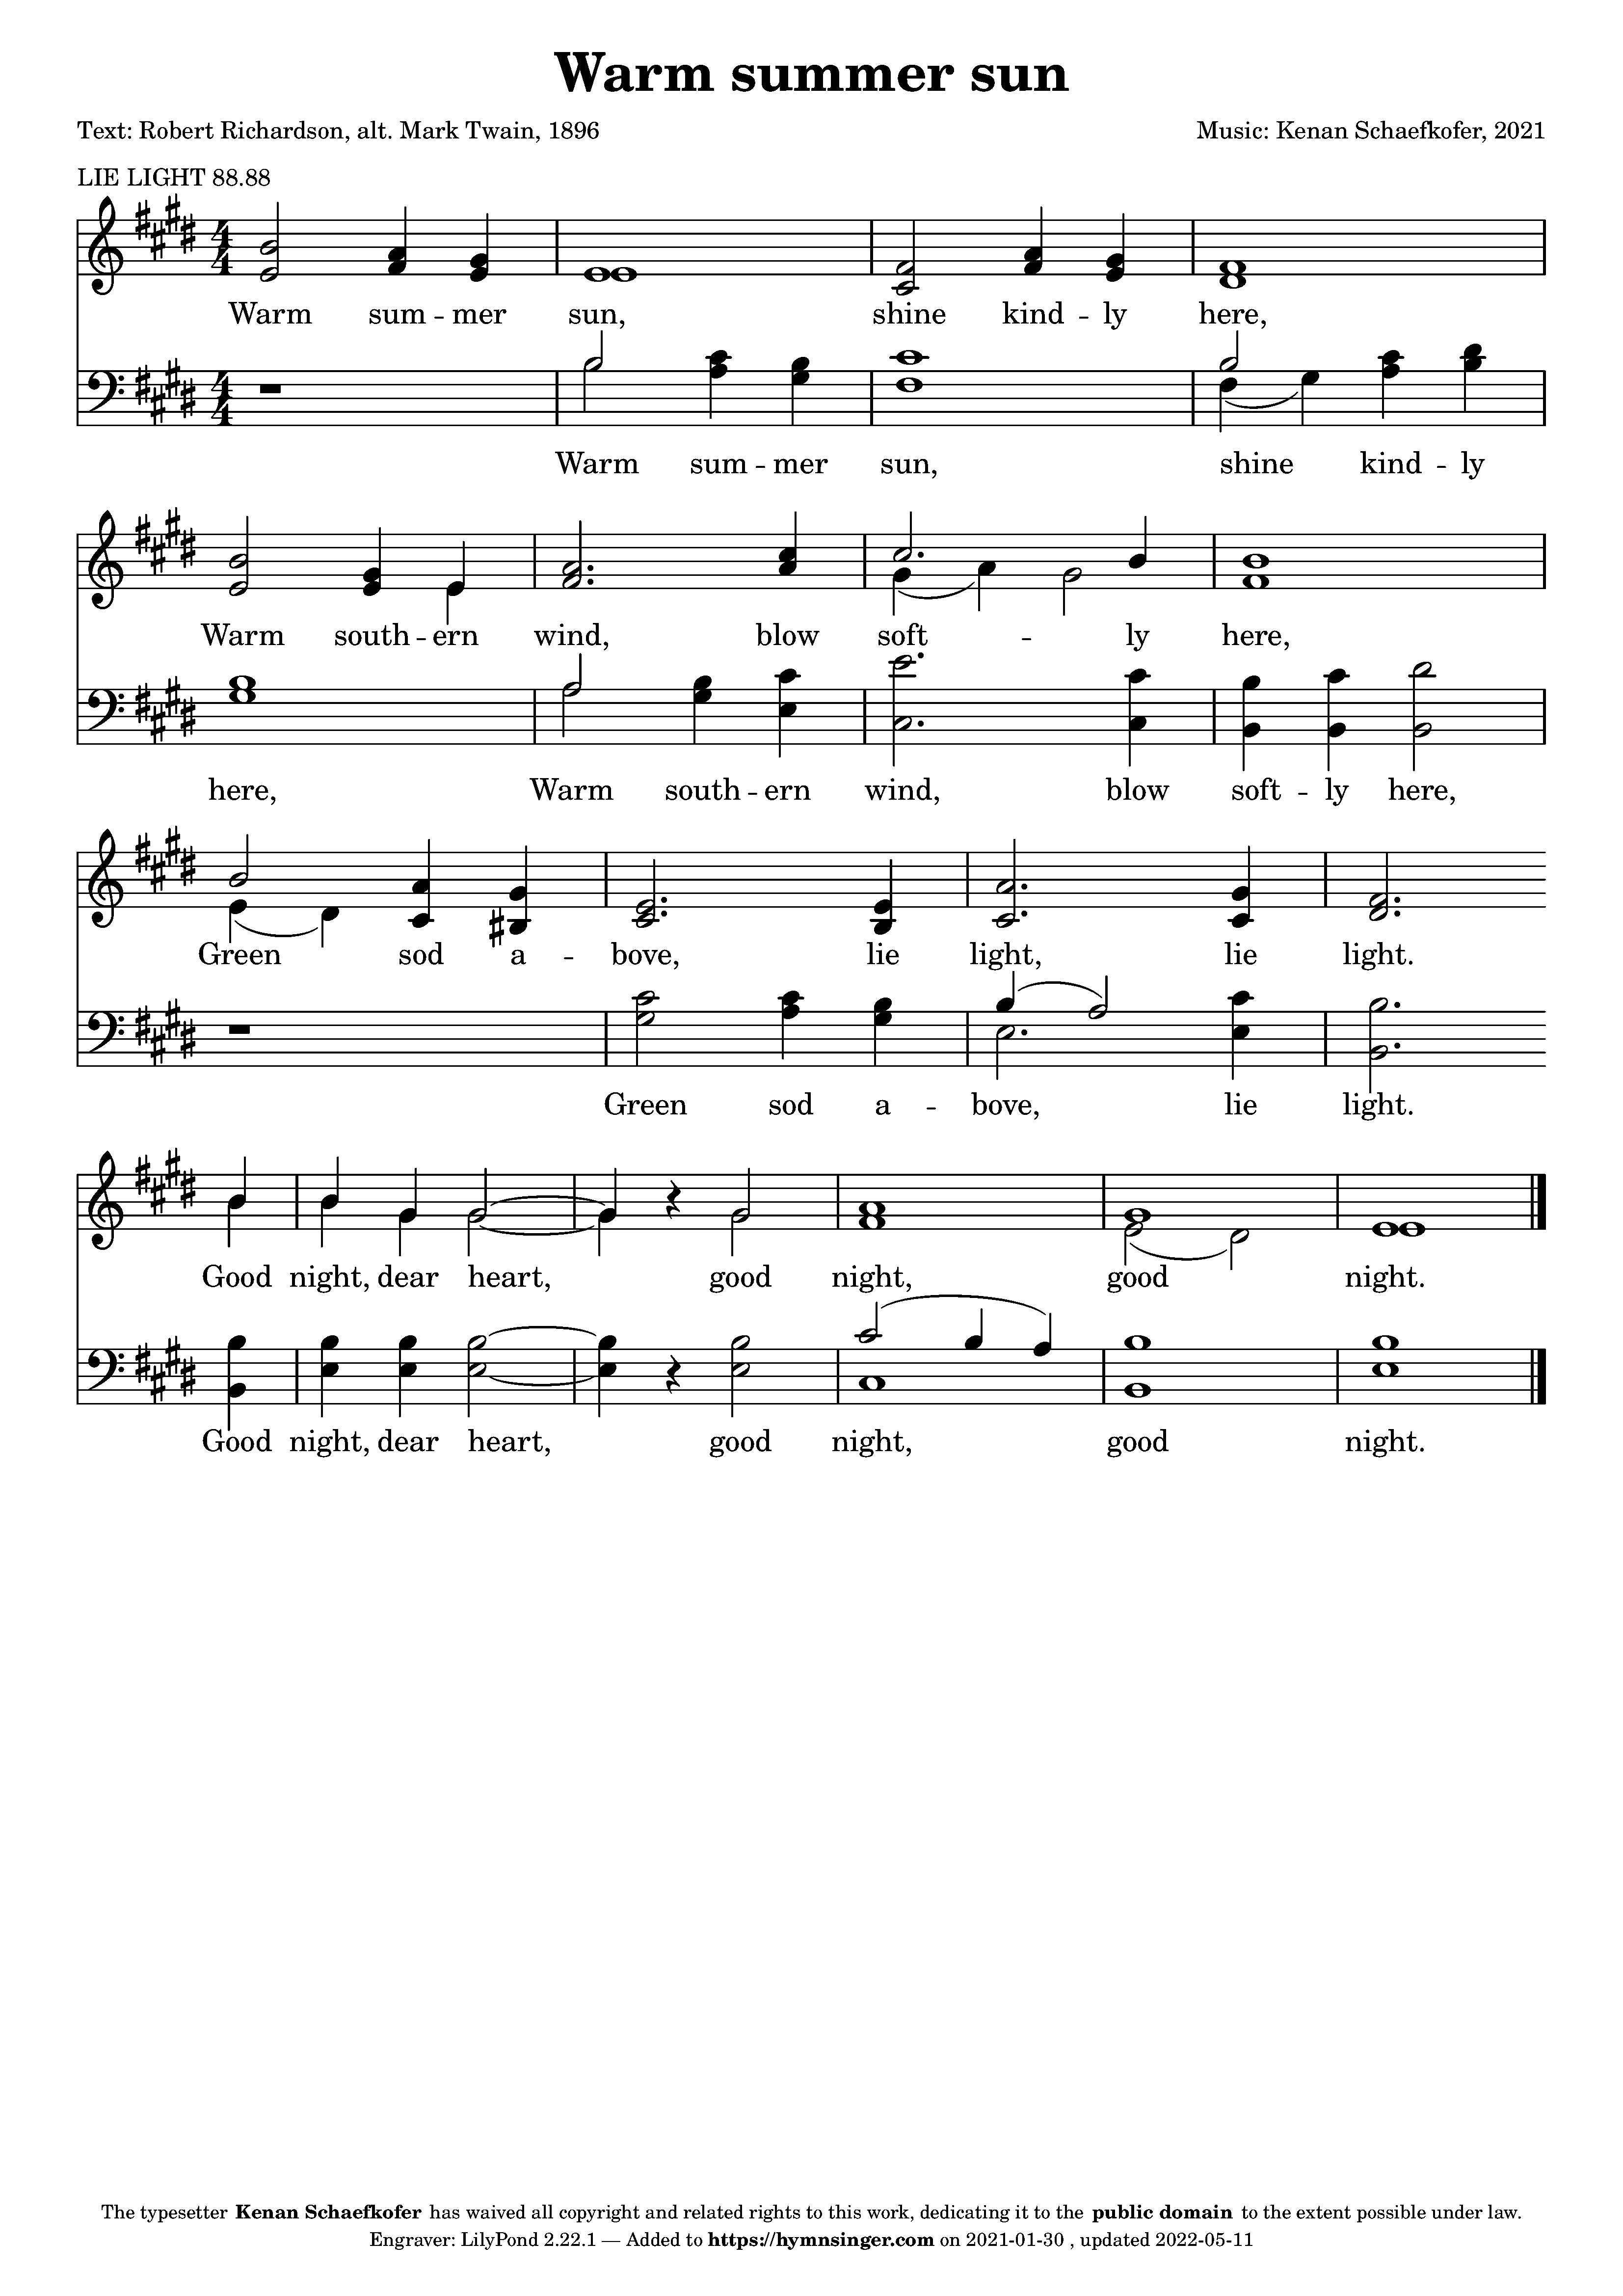 Warm summer sun
Text: Robert Richardson, alt. Mark Twain, 1896
Music: Kenan Schaefkofer, 2021
LIE LIGHT 88.88
Warm sum -- mer sun, shine kind -- ly here,
Warm sum -- mer sun, shine kind -- ly
Warm south -- ern wind, blow soft -- ly here,
here, Warm south -- ern wind, blow soft -- ly here,
Green sod a -- bove, lie light, lie light.
Green sod a -- bove, lie light.
Good night, dear heart, good night, good night.
Good night, dear heart, good night, good night.
The typesetter Kenan Schaefkofer has waived all copyright and related rights to this work, dedicating it to the public domain to the extent possible under law.
Engraver: LilyPond 2.22.1 — Added to https://hymnsinger.com on 2021-01-30 , updated 2022-05-11